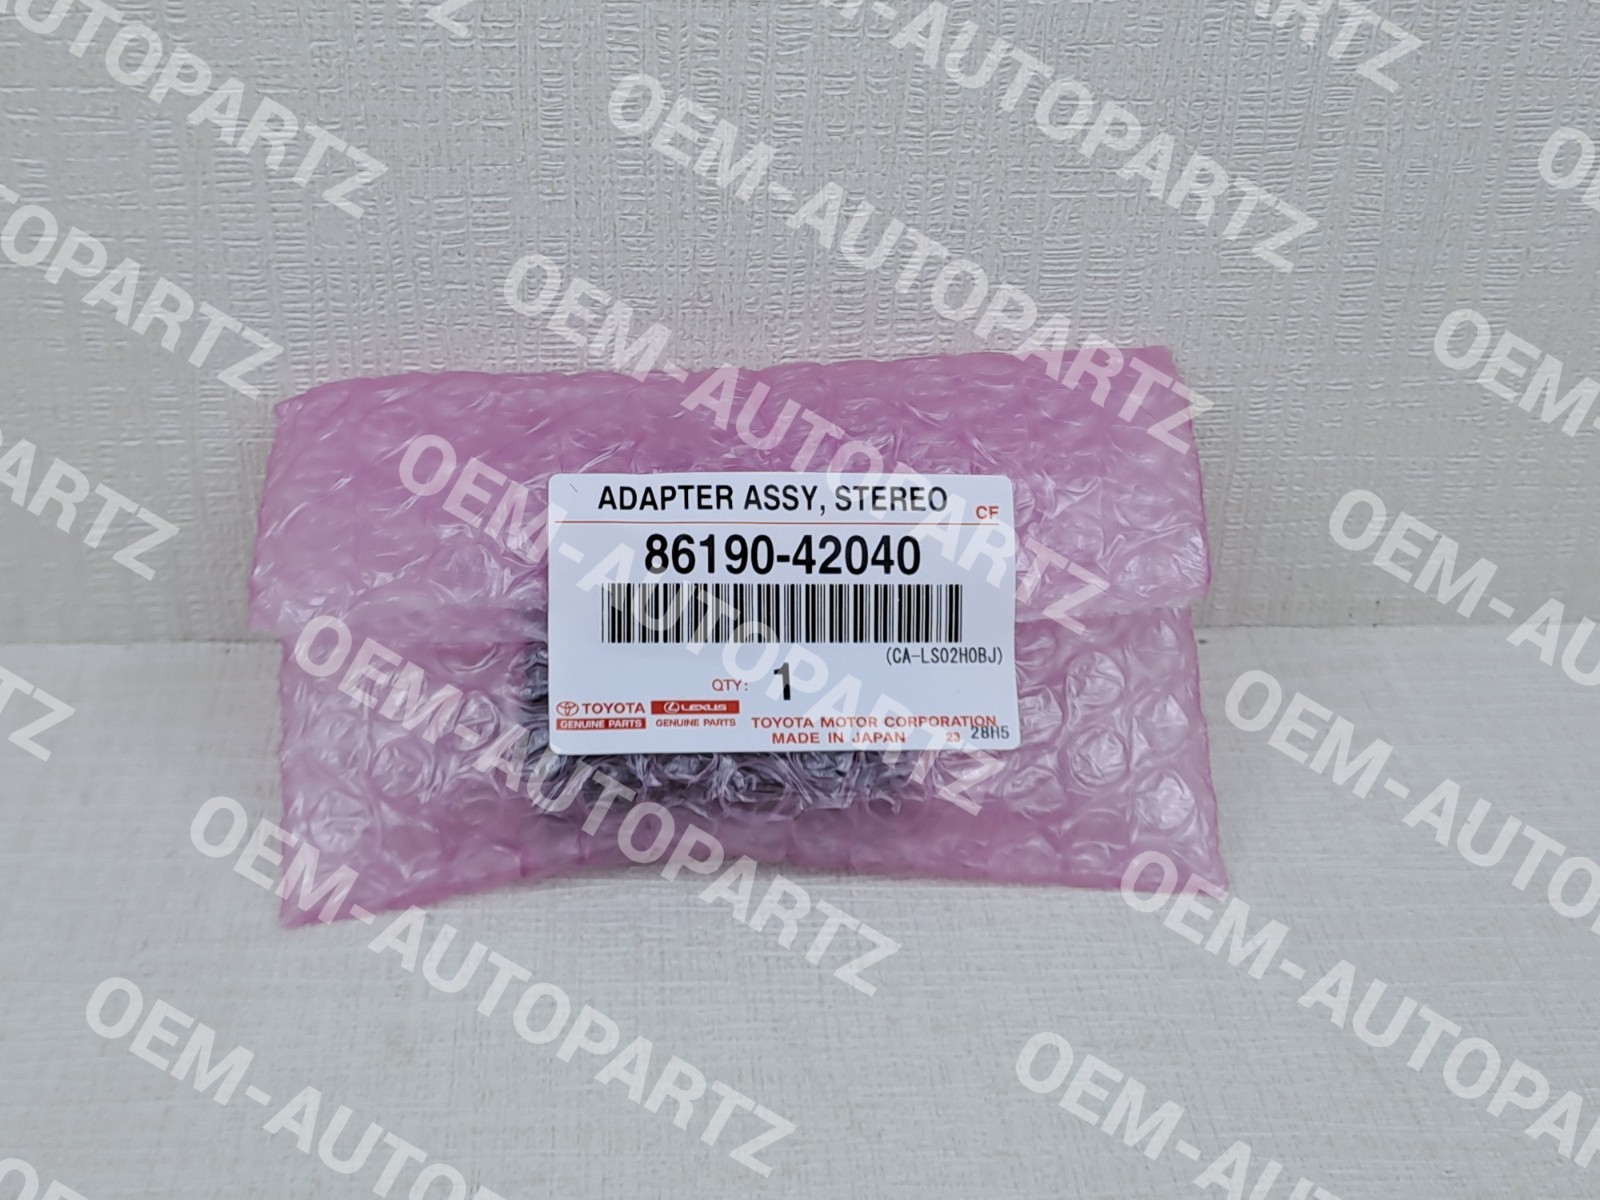 ADAPTER ASSY, STEREO
CF
86190-42040
(CA-LS02H0BJ)
QTY: 1
TOYOTA LEXUS
GENUINE PARTS GENUINE PARTS
TOYOTA MOTOR CORPORATION
MADE IN JAPAN 23 28H5
OEM-AUTOPARTZ